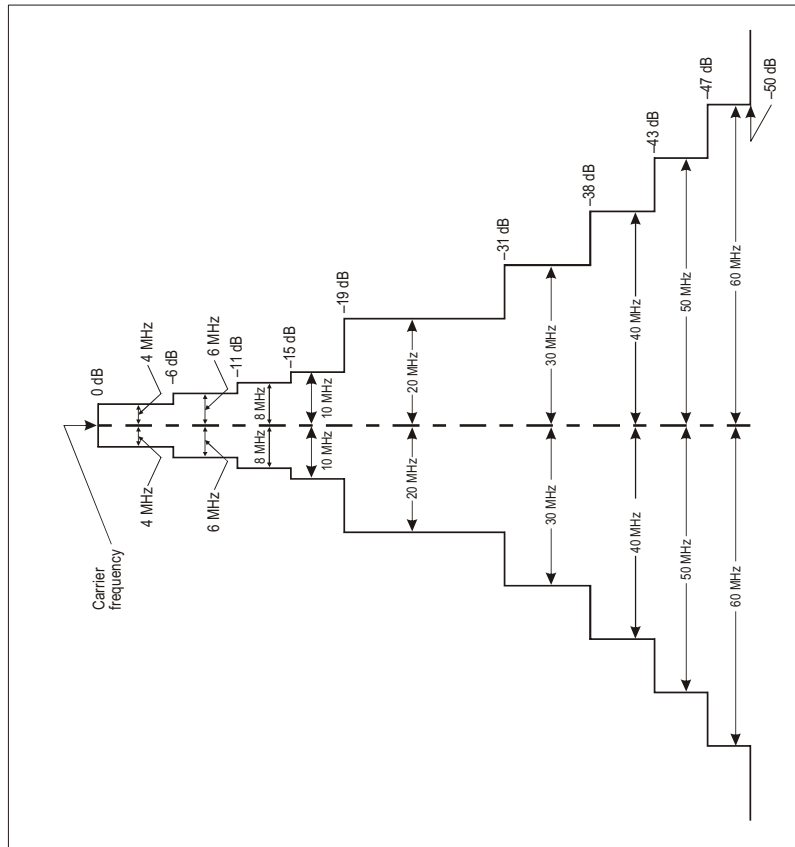 Carrier
frequency
0 dB
–6 dB
–11 dB
–15 dB
–19 dB
–31 dB
–38 dB
–43 dB
–47 dB
–50 dB
4 MHz
6 MHz
8 MHz
10 MHz
20 MHz
30 MHz
40 MHz
50 MHz
60 MHz
4 MHz
6 MHz
8 MHz
10 MHz
20 MHz
30 MHz
40 MHz
50 MHz
60 MHz